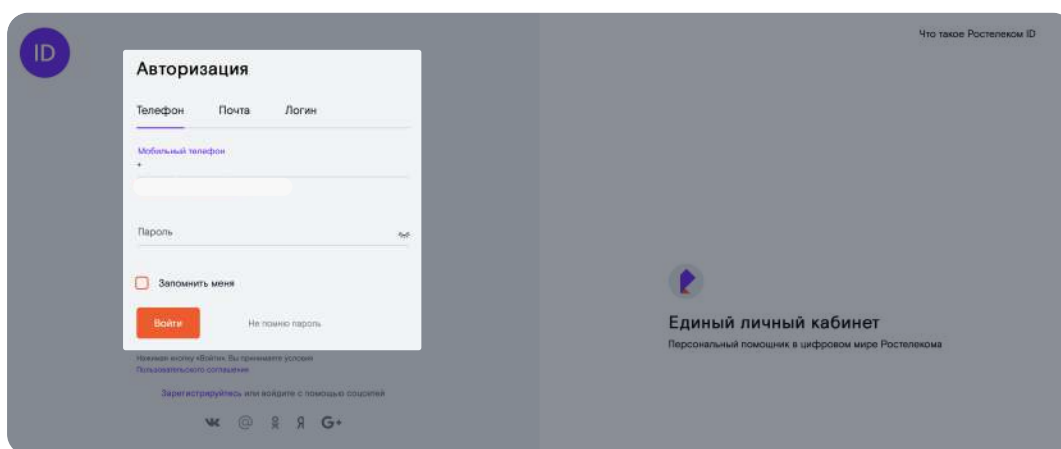 ID
Что такое Ростелеком ID
Авторизация
Телефон Почта Логин
Мобильный телефон
+
Пароль
Запомнить меня
Войти Не помню пароль
Нажимая кнопку «Войти», Вы принимаете условия
Пользовательского соглашения
Зарегистрируйтесь или войдите с помощью соцсетей
Я G+
Единый личный кабинет
Персональный помощник в цифровом мире Ростелекома